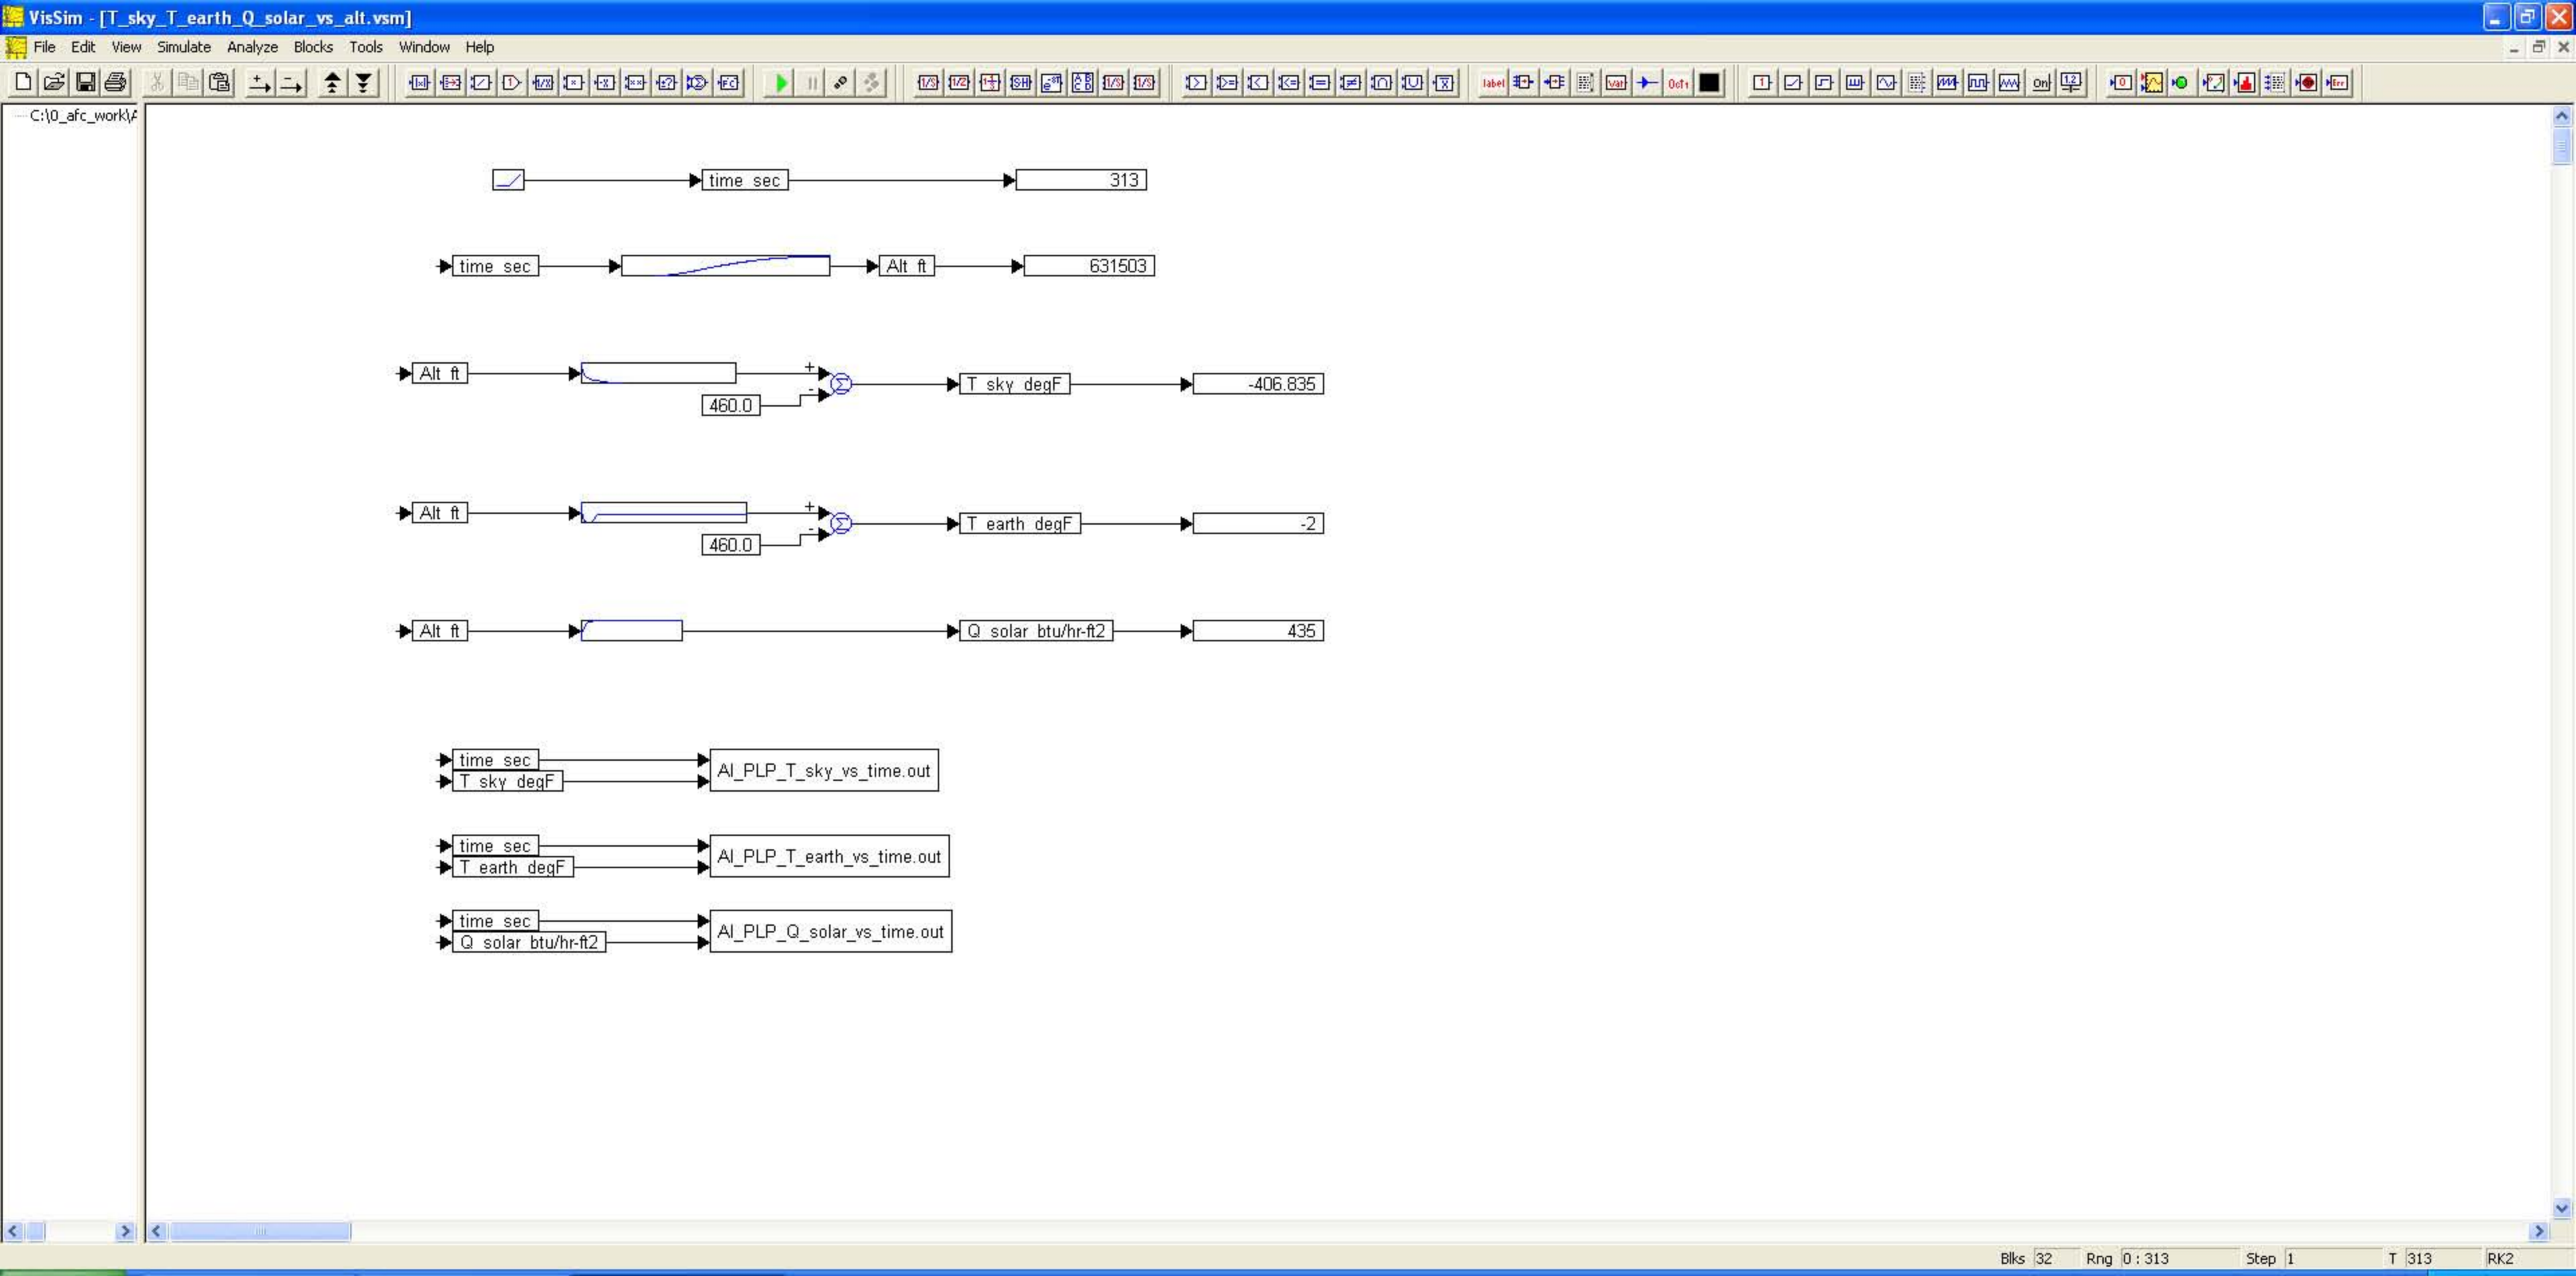 VisSim - [T_sky_T_earth_Q_solar_vs_alt.vsm]
File Edit View Simulate Analyze Blocks Tools Window Help
C:\0_afc_work\A
time sec 313
time sec Alt ft 631503
Alt ft + - 460.0 Σ T sky degF -406.835
Alt ft + - 460.0 Σ T earth degF -2
Alt ft Q solar btu/hr-ft2 435
time sec
T sky degF
AI_PLP_T_sky_vs_time.out
time sec
T earth degF
AI_PLP_T_earth_vs_time.out
time sec
Q solar btu/hr-ft2
AI_PLP_Q_solar_vs_time.out
Blks 32 Rng 0 : 313 Step 1 T 313 RK2